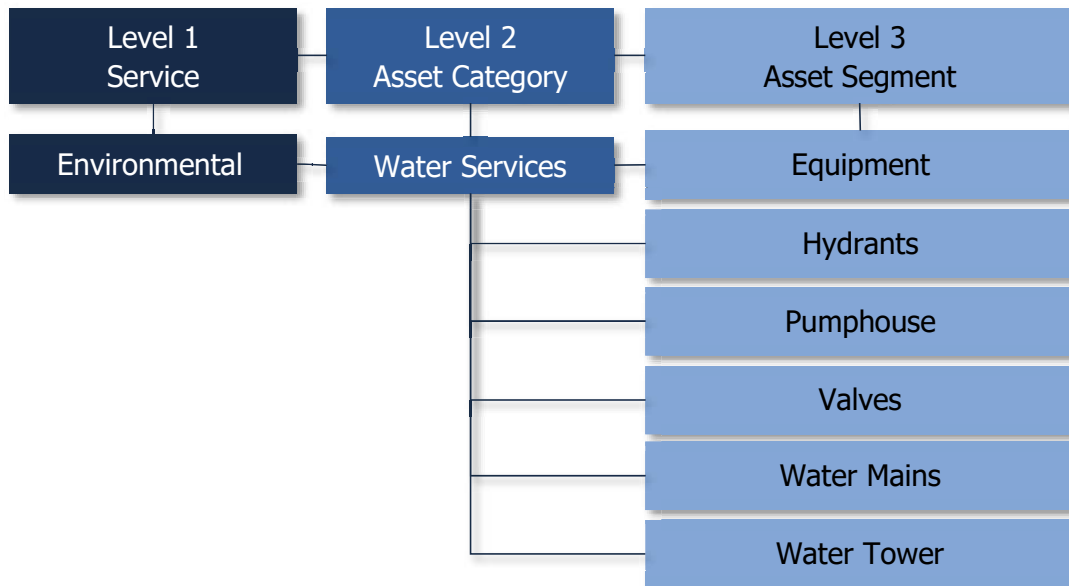 Level 1
Service
Level 2
Asset Category
Level 3
Asset Segment
Environmental
Water Services
Equipment
Hydrants
Pumphouse
Valves
Water Mains
Water Tower